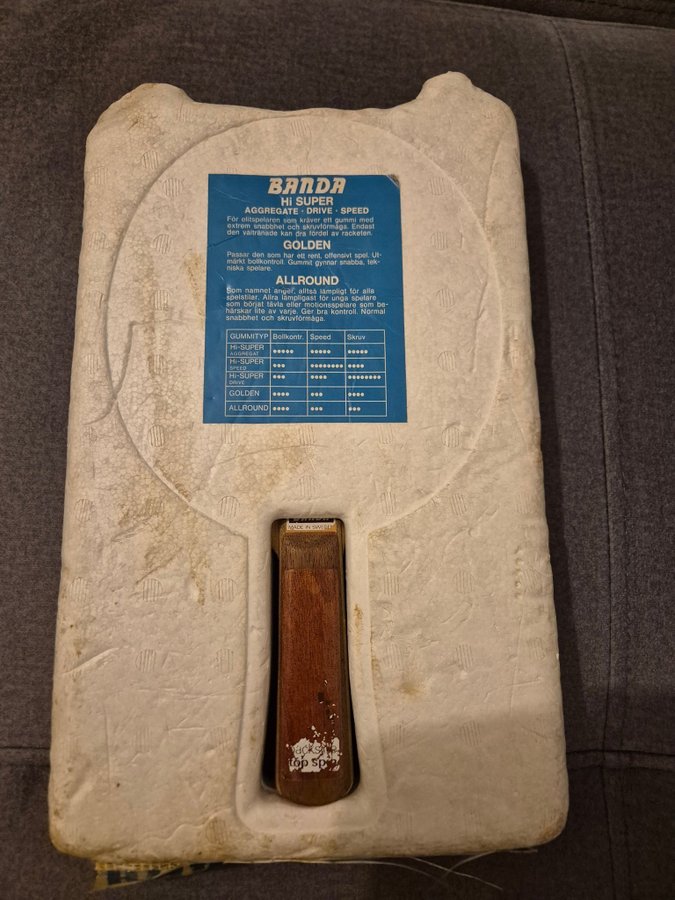 BANDA
Hi SUPER
AGGREGATE · DRIVE · SPEED
För elitspelaren som kräver ett gummi med
extrem snabbhet och skruvförmåga. Endast
den vältränade kan dra fördel av racketen.
GOLDEN
Passar den som har ett rent, offensivt spel. Ut-
märkt bollkontroll. Gummit gynnar snabba, tek-
niska spelare.
ALLROUND
Som namnet anger, alltså lämpligt för alla
spelstilar. Allra lämpligast för unga spelare
som börjat tävla eller motionsspelare som be-
härskar lite av varje. Ger bra kontroll. Normal
snabbhet och skruvförmåga.
GUMMITYP Bollkontr. Speed Skruv
Hi-SUPER
AGGREGAT
Hi-SUPER
SPEED
Hi-SUPER
DRIVE
GOLDEN
ALLROUND
BANDA
MADE IN SWEDEN
top spin